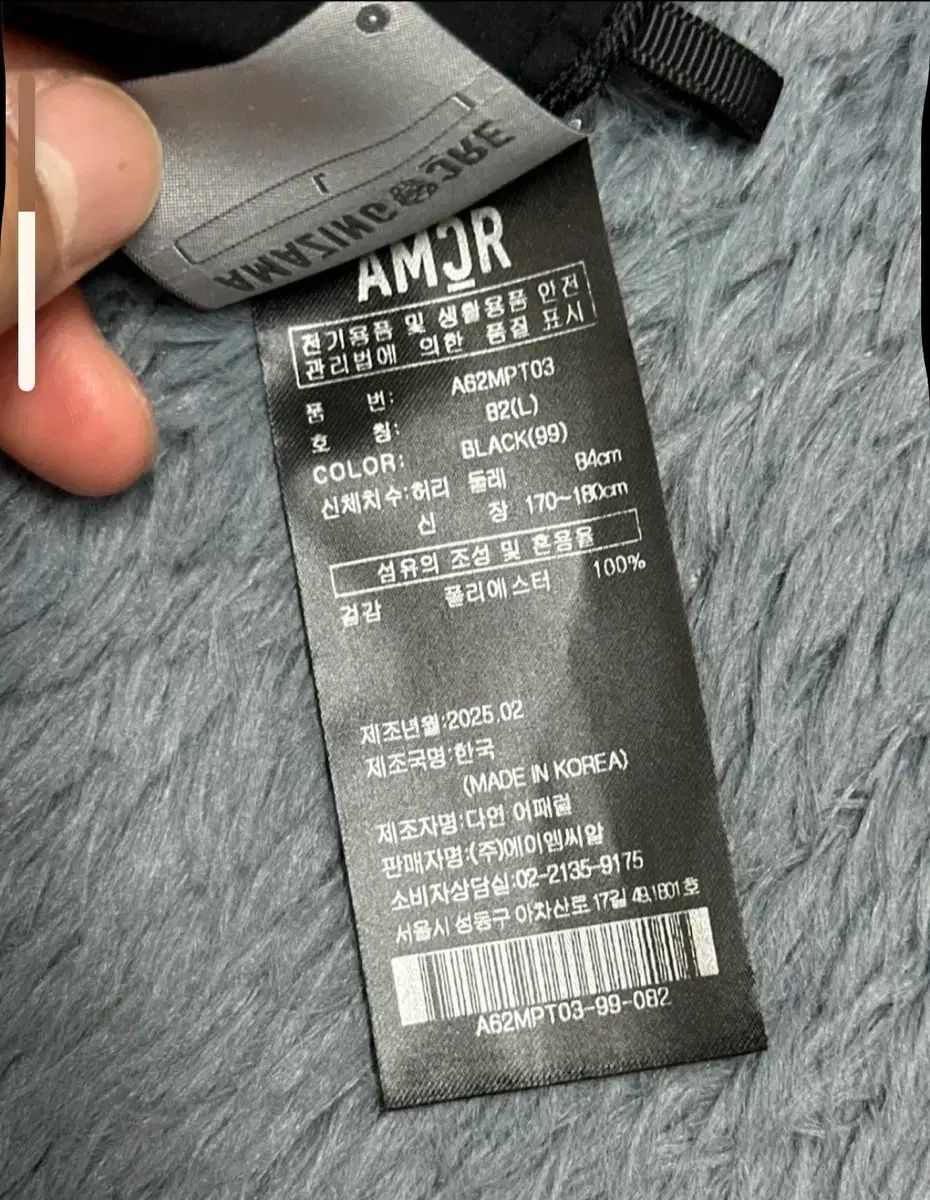 AMAZINGCRE
L
AMCR
전기용품 및 생활용품 안전
관리법에 의한 품질 표시
품 번: A62MPT03
호 칭: 82(L)
COLOR: BLACK(99)
신체치수:허리 둘레 84cm
신 장 170~180cm
섬유의 조성 및 혼용율
겉감 폴리에스터 100%
제조년월:2025.02
제조국명:한국
(MADE IN KOREA)
제조자명:다연 어패럴
판매자명:(주)에이엠씨알
소비자상담실:02-2135-9175
서울시 성동구 아차산로17길 49,1801호
A62MPT03-99-082